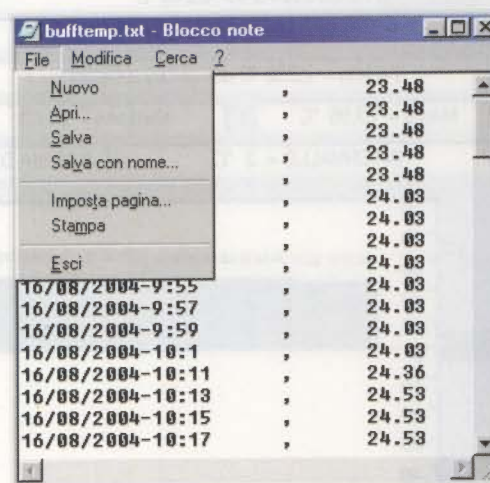 bufftemp.txt - Blocco note
File Modifica Cerca ?
Nuovo
Apri...
Salva
Salva con nome...
Imposta pagina...
Stampa
Esci
, 23.48
, 23.48
, 23.48
, 23.48
, 23.48
, 24.03
, 24.03
, 24.03
, 24.03
16/08/2004-9:55 , 24.03
16/08/2004-9:57 , 24.03
16/08/2004-9:59 , 24.03
16/08/2004-10:1 , 24.03
16/08/2004-10:11 , 24.36
16/08/2004-10:13 , 24.53
16/08/2004-10:15 , 24.53
16/08/2004-10:17 , 24.53